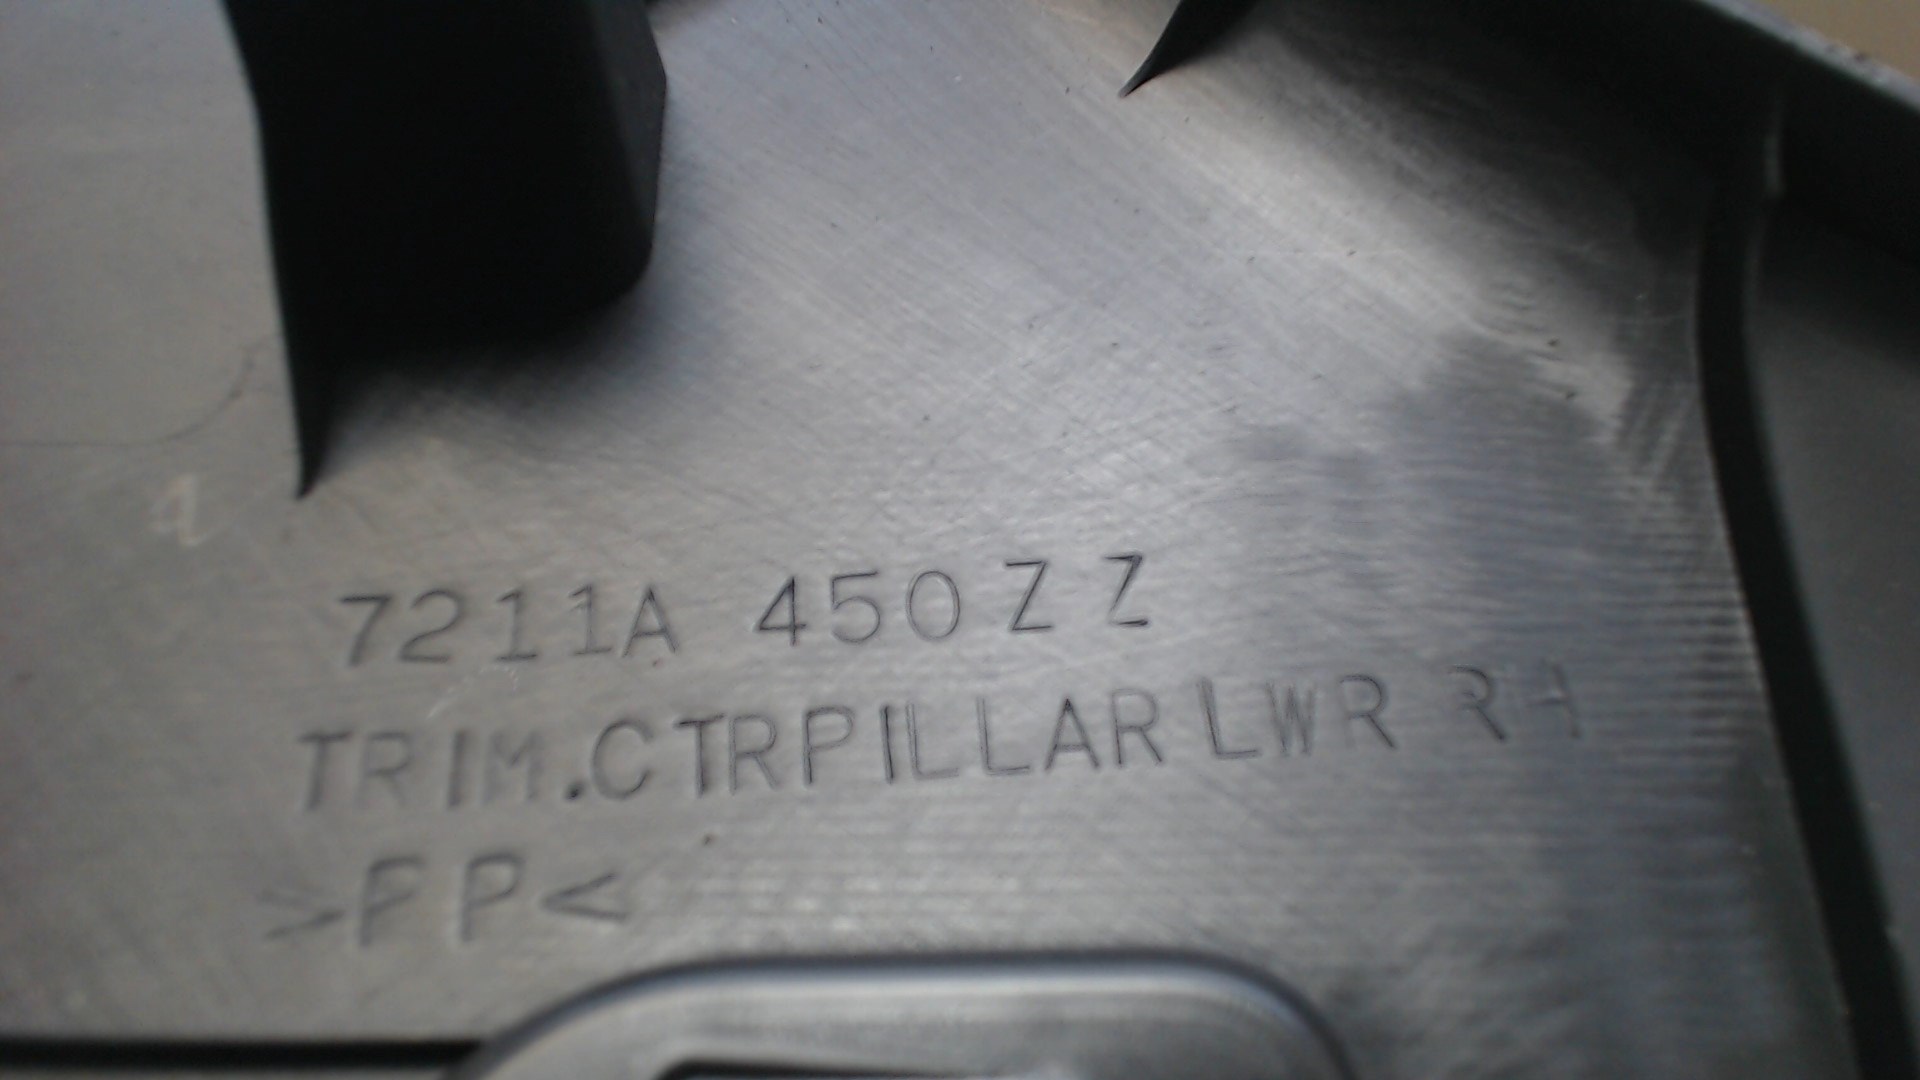 7211A 450ZZ
TRIM.CTRPILLAR LWR RH
>PP<